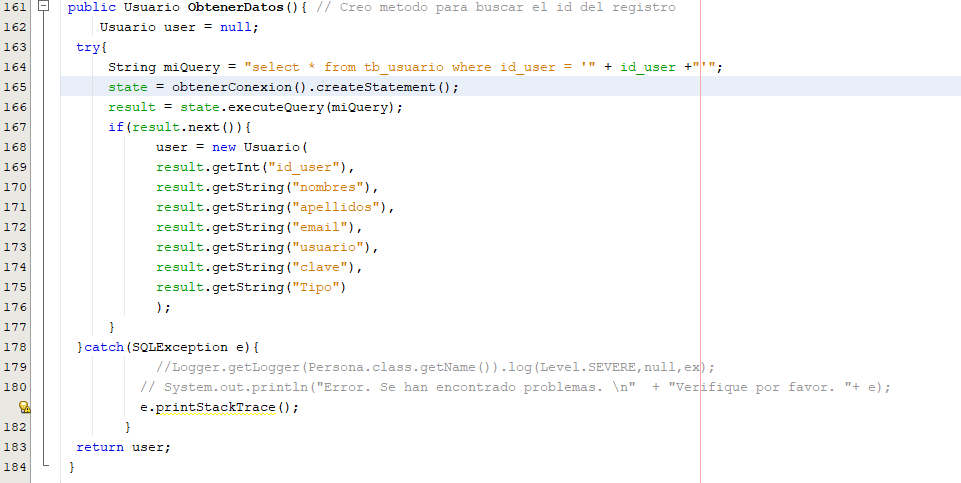 161 public Usuario ObtenerDatos(){ // Creo metodo para buscar el id del registro
162 Usuario user = null;
163 try{
164 String miQuery = "select * from tb_usuario where id_user = '" + id_user +"'";
165 state = obtenerConexion().createStatement();
166 result = state.executeQuery(miQuery);
167 if(result.next()){
168 user = new Usuario(
169 result.getInt("id_user"),
170 result.getString("nombres"),
171 result.getString("apellidos"),
172 result.getString("email"),
173 result.getString("usuario"),
174 result.getString("clave"),
175 result.getString("Tipo")
176 );
177 }
178 }catch(SQLException e){
179 //Logger.getLogger(Persona.class.getName()).log(Level.SEVERE,null,ex);
180 // System.out.println("Error. Se han encontrado problemas. \n" + "Verifique por favor. "+ e);
e.printStackTrace();
182 }
183 return user;
184 }